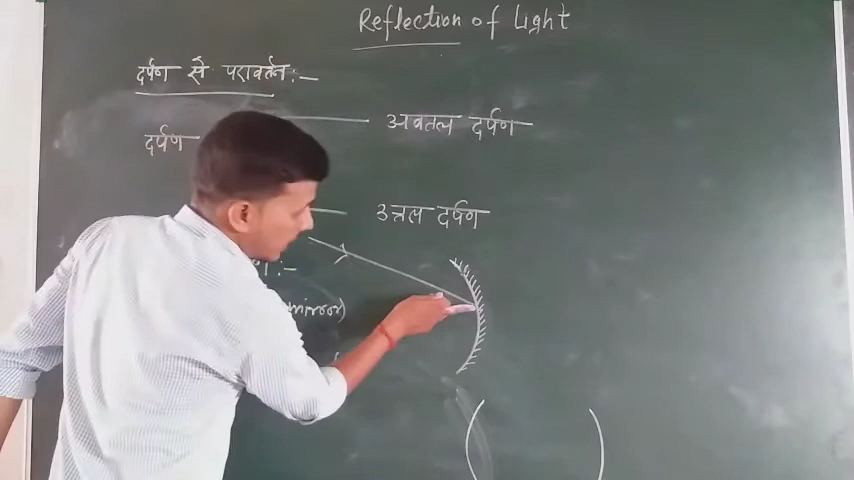 Reflection of Light
दर्पण से परावर्तन :-
अवतल दर्पण
दर्पण
उत्तल दर्पण
:-
mirror)